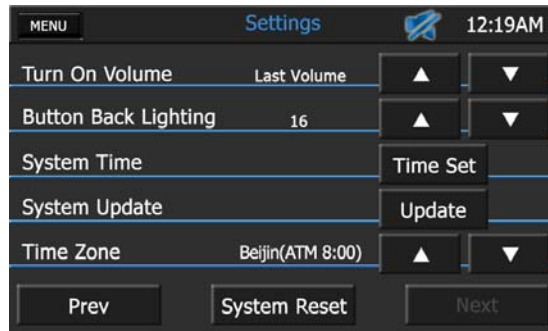 MENU Settings 12:19AM
Turn On Volume Last Volume
Button Back Lighting 16
System Time Time Set
System Update Update
Time Zone Beijin(ATM 8:00)
Prev System Reset Next